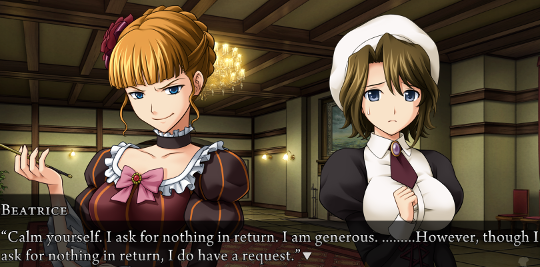 BEATRICE
“Calm yourself. I ask for nothing in return. I am generous. .........However, though I
ask for nothing in return, I do have a request.”▼